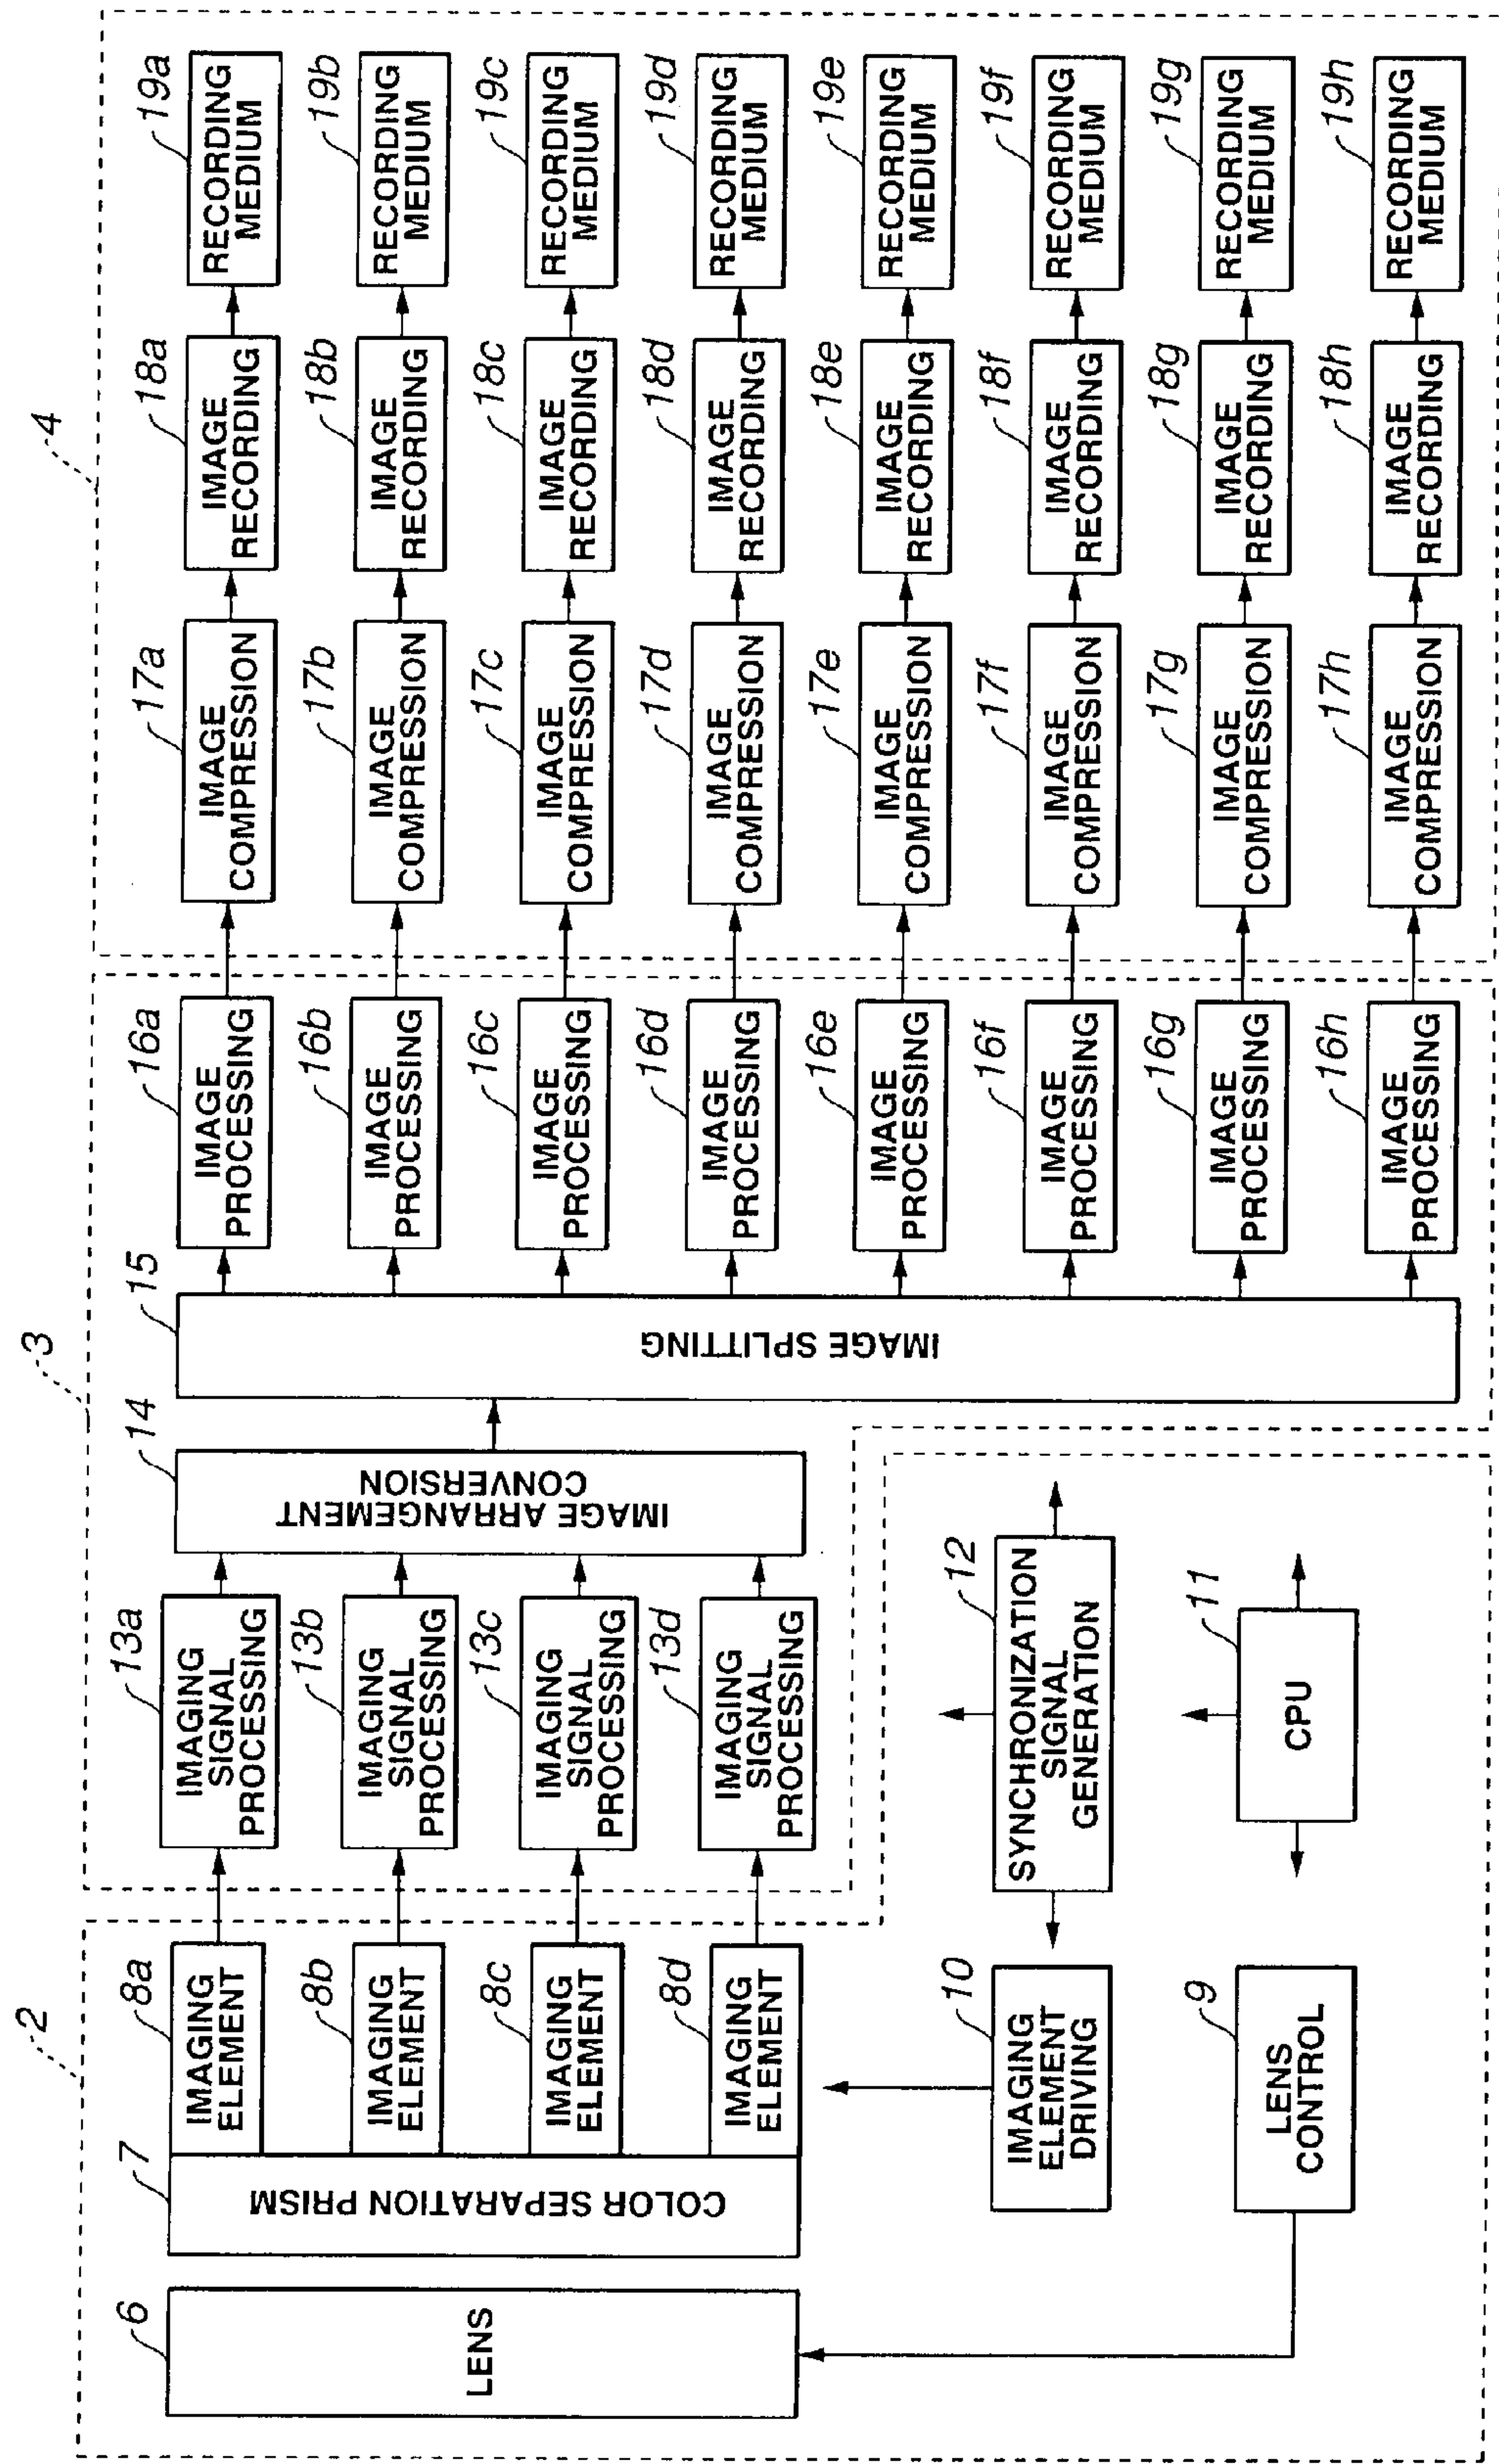 2
6
LENS
7
COLOR SEPARATION PRISM
8a
IMAGING
ELEMENT
8b
IMAGING
ELEMENT
8c
IMAGING
ELEMENT
8d
IMAGING
ELEMENT
10
IMAGING
ELEMENT
DRIVING
9
LENS
CONTROL
12
SYNCHRONIZATION
SIGNAL
GENERATION
11
CPU
3
13a
IMAGING
SIGNAL
PROCESSING
13b
IMAGING
SIGNAL
PROCESSING
13c
IMAGING
SIGNAL
PROCESSING
13d
IMAGING
SIGNAL
PROCESSING
14
IMAGE ARRANGEMENT
CONVERSION
15
IMAGE SPLITTING
16a
IMAGE
PROCESSING
16b
IMAGE
PROCESSING
16c
IMAGE
PROCESSING
16d
IMAGE
PROCESSING
16e
IMAGE
PROCESSING
16f
IMAGE
PROCESSING
16g
IMAGE
PROCESSING
16h
IMAGE
PROCESSING
4
17a
IMAGE
COMPRESSION
17b
IMAGE
COMPRESSION
17c
IMAGE
COMPRESSION
17d
IMAGE
COMPRESSION
17e
IMAGE
COMPRESSION
17f
IMAGE
COMPRESSION
17g
IMAGE
COMPRESSION
17h
IMAGE
COMPRESSION
18a
IMAGE
RECORDING
18b
IMAGE
RECORDING
18c
IMAGE
RECORDING
18d
IMAGE
RECORDING
18e
IMAGE
RECORDING
18f
IMAGE
RECORDING
18g
IMAGE
RECORDING
18h
IMAGE
RECORDING
19a
RECORDING
MEDIUM
19b
RECORDING
MEDIUM
19c
RECORDING
MEDIUM
19d
RECORDING
MEDIUM
19e
RECORDING
MEDIUM
19f
RECORDING
MEDIUM
19g
RECORDING
MEDIUM
19h
RECORDING
MEDIUM